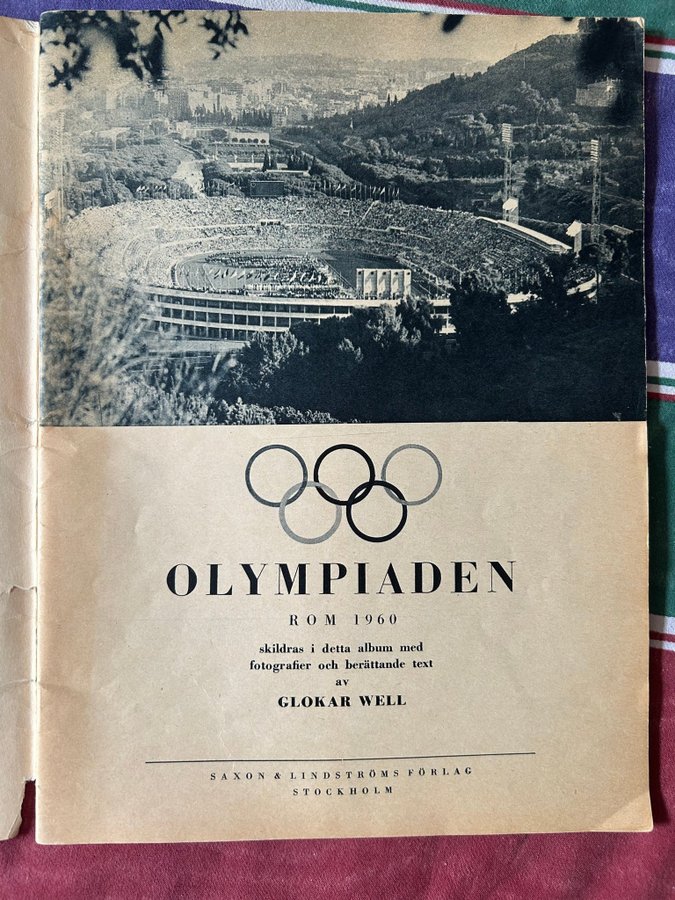 OLYMPIADEN
ROM 1960
skildras i detta album med
fotografier och berättande text
av
GLOKAR WELL
SAXON & LINDSTRÖMS FÖRLAG
STOCKHOLM